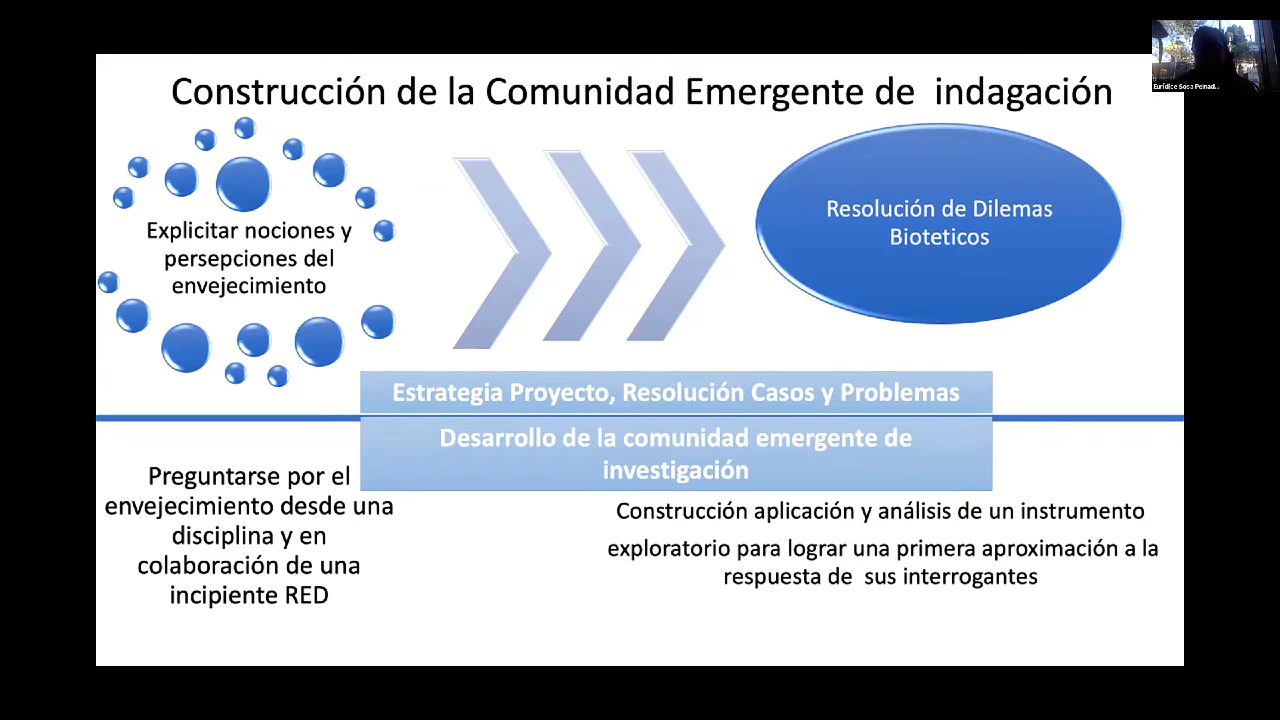 Construcción de la Comunidad Emergente de indagación
Eurídice Sosa Peinad...
Explicitar nociones y
persepciones del
envejecimiento
Resolución de Dilemas
Bioteticos
Estrategia Proyecto, Resolución Casos y Problemas
Desarrollo de la comunidad emergente de
investigación
Preguntarse por el
envejecimiento desde una
disciplina y en
colaboración de una
incipiente RED
Construcción aplicación y análisis de un instrumento
exploratorio para lograr una primera aproximación a la
respuesta de sus interrogantes